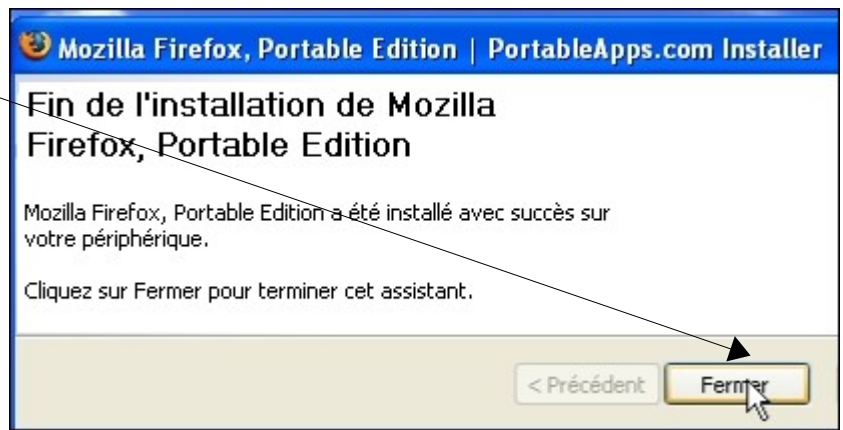 Mozilla Firefox, Portable Edition | PortableApps.com Installer
Fin de l'installation de Mozilla
Firefox, Portable Edition
Mozilla Firefox, Portable Edition a été installé avec succès sur
votre périphérique.
Cliquez sur Fermer pour terminer cet assistant.
< Précédent Fermer